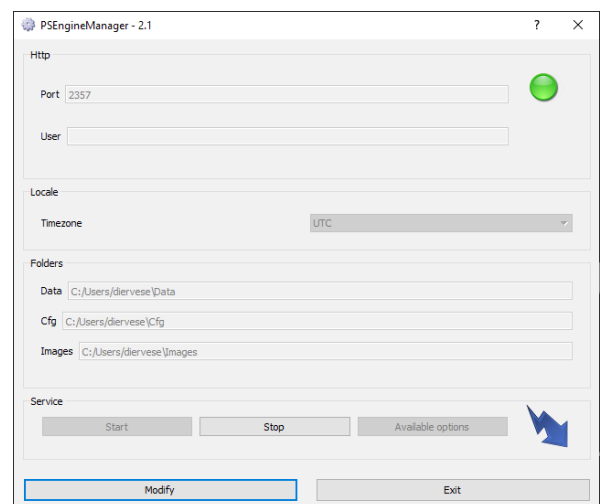 PSEngineManager - 2.1
Http
Port 2357
User
Locale
Timezone UTC
Folders
Data C:/Users/diervese\Data
Cfg C:/Users/diervese\Cfg
Images C:/Users/diervese\Images
Service
Start Stop Available options
Modify Exit